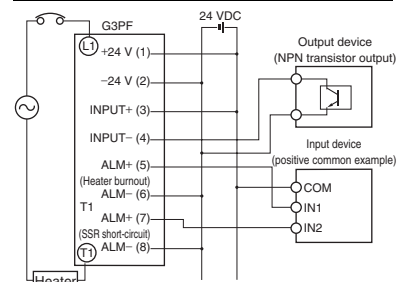 24 VDC
G3PF
L1
+24 V (1)
−24 V (2)
INPUT+ (3)
INPUT− (4)
ALM+ (5)
(Heater burnout)
ALM− (6)
T1
ALM+ (7)
(SSR short-circuit)
T1
ALM− (8)
Heater
Output device
(NPN transistor output)
Input device
(positive common example)
COM
IN1
IN2